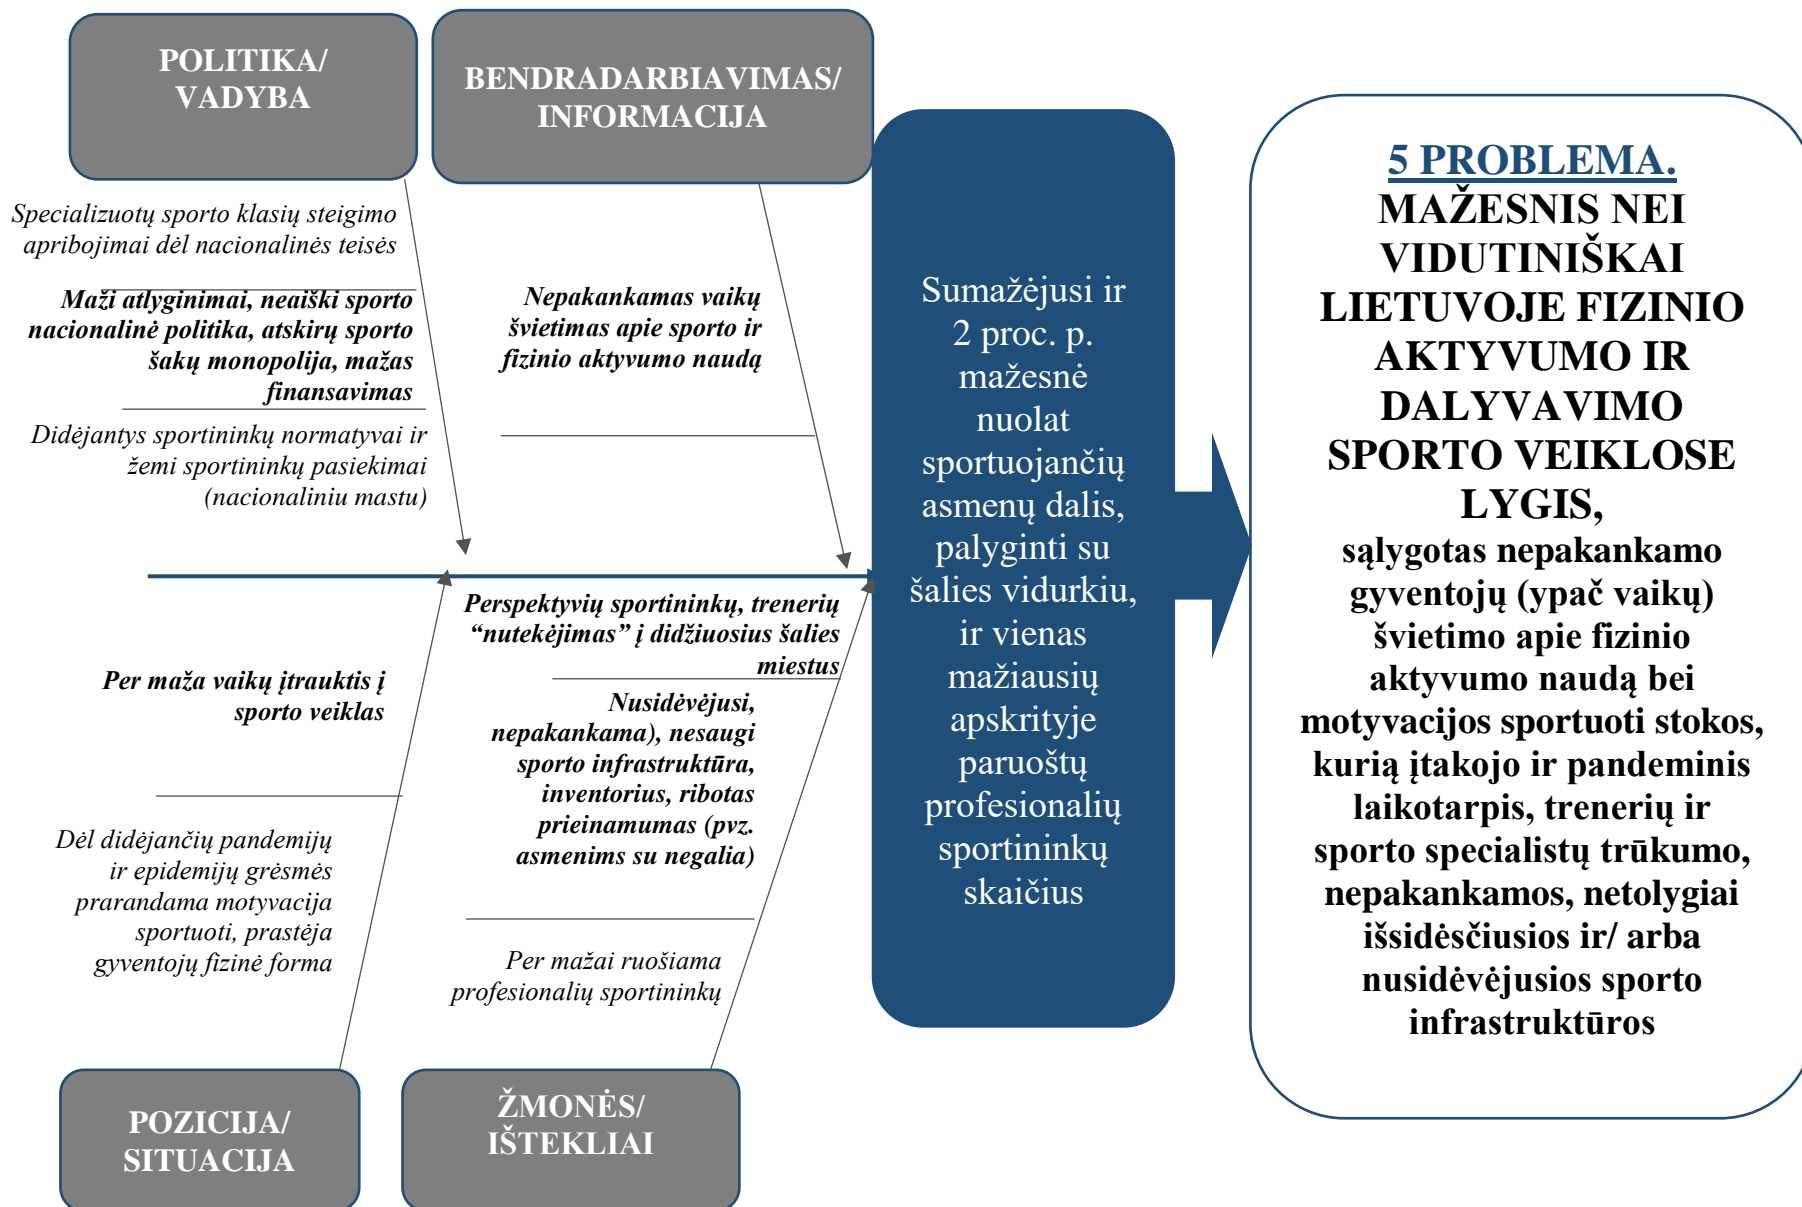 POLITIKA/
VADYBA
BENDRADARBIAVIMAS/
INFORMACIJA
Specializuotų sporto klasių steigimo
apribojimai dėl nacionalinės teisės
Maži atlyginimai, neaiški sporto
nacionalinė politika, atskirų sporto
šakų monopolija, mažas
finansavimas
Didėjantys sportininkų normatyvai ir
žemi sportininkų pasiekimai
(nacionaliniu mastu)
Nepakankamas vaikų
švietimas apie sporto ir
fizinio aktyvumo naudą
Per maža vaikų įtrauktis į
sporto veiklas
Dėl didėjančių pandemijų
ir epidemijų grėsmės
prarandama motyvacija
sportuoti, prastėja
gyventojų fizinė forma
Perspektyvių sportininkų, trenerių
“nutekėjimas” į didžiuosius šalies
miestus
Nusidėvėjusi,
nepakankama), nesaugi
sporto infrastruktūra,
inventorius, ribotas
prieinamumas (pvz.
asmenims su negalia)
Per mažai ruošiama
profesionalių sportininkų
POZICIJA/
SITUACIJA
ŽMONĖS/
IŠTEKLIAI
Sumažėjusi ir
2 proc. p.
mažesnė
nuolat
sportuojančių
asmenų dalis,
palyginti su
šalies vidurkiu,
ir vienas
mažiausių
apskrityje
paruoštų
profesionalių
sportininkų
skaičius
5 PROBLEMA.
MAŽESNIS NEI
VIDUTINIŠKAI
LIETUVOJE FIZINIO
AKTYVUMO IR
DALYVAVIMO
SPORTO VEIKLOSE
LYGIS,
sąlygotas nepakankamo
gyventojų (ypač vaikų)
švietimo apie fizinio
aktyvumo naudą bei
motyvacijos sportuoti stokos,
kurią įtakojo ir pandeminis
laikotarpis, trenerių ir
sporto specialistų trūkumo,
nepakankamos, netolygiai
išsidėsčiusios ir/ arba
nusidėvėjusios sporto
infrastruktūros